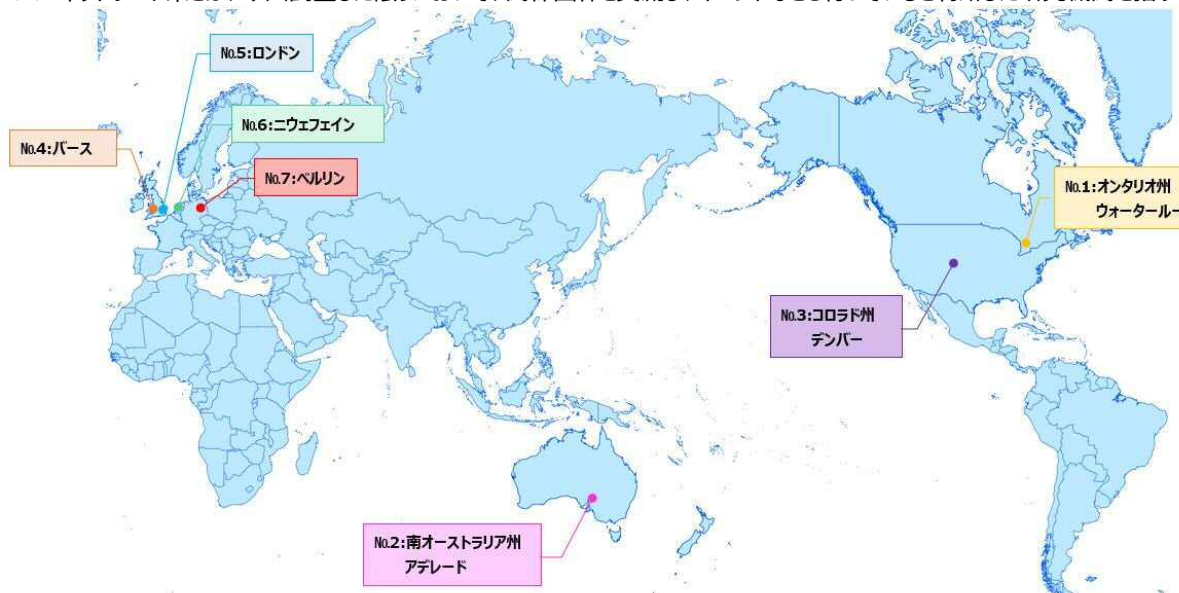 No.5:ロンドン
No.6:ニウェフェイン
No.4:バース
No.7:ベルリン
No.1:オンタリオ州
ウォータールー
No.3:コロラド州
デンバー
No.2:南オーストラリア州
アデレード